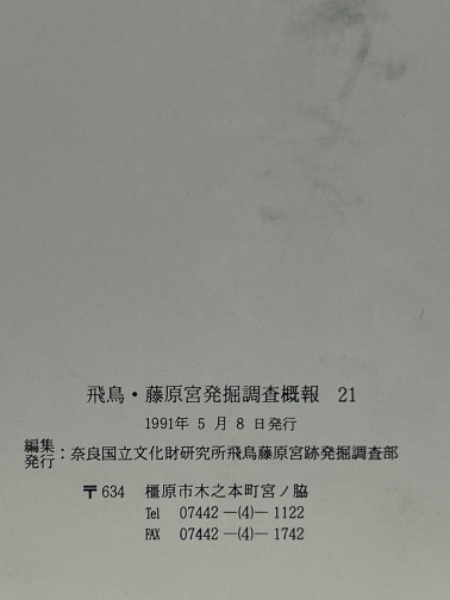 飛鳥・藤原宮発掘調査概報 21
1991年 5 月 8 日発行
編集
発行：奈良国立文化財研究所飛鳥藤原宮跡発掘調査部
〒634 橿原市木之本町宮ノ脇
Tel 07442－(4)－1122
FAX 07442－(4)－1742